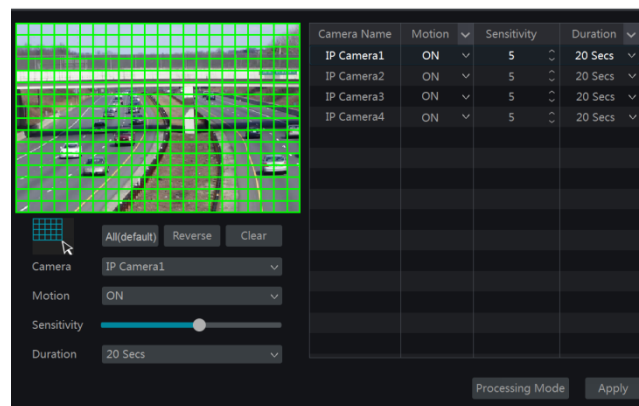 Camera Name Motion Sensitivity Duration
IP Camera1 ON 5 20 Secs
IP Camera2 ON 5 20 Secs
IP Camera3 ON 5 20 Secs
IP Camera4 ON 5 20 Secs
All(default) Reverse Clear
Camera IP Camera1
Motion ON
Sensitivity
Duration 20 Secs
Processing Mode Apply